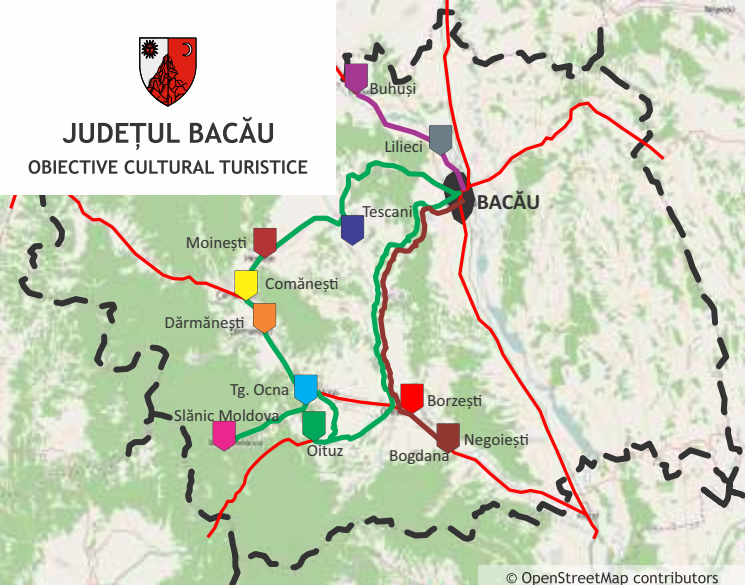 JUDEȚUL BACĂU
OBIECTIVE CULTURAL TURISTICE
Buhuși
Lilieci
BACĂU
Tescani
Moinești
Comănești
Dărmănești
Tg. Ocna
Slănic Moldova
Borzești
Oituz
Negoiești
Bogdana
© OpenStreetMap contributors